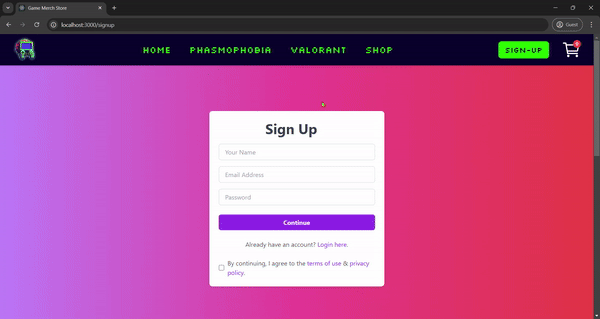 Game Merch Store
localhost:3000/signup
Guest
HOME
PHASMOPHOBIA
VALORANT
SHOP
SIGN-UP
0
Sign Up
Your Name
Email Address
Password
Continue
Already have an account? Login here.
By continuing, I agree to the terms of use & privacy
policy.